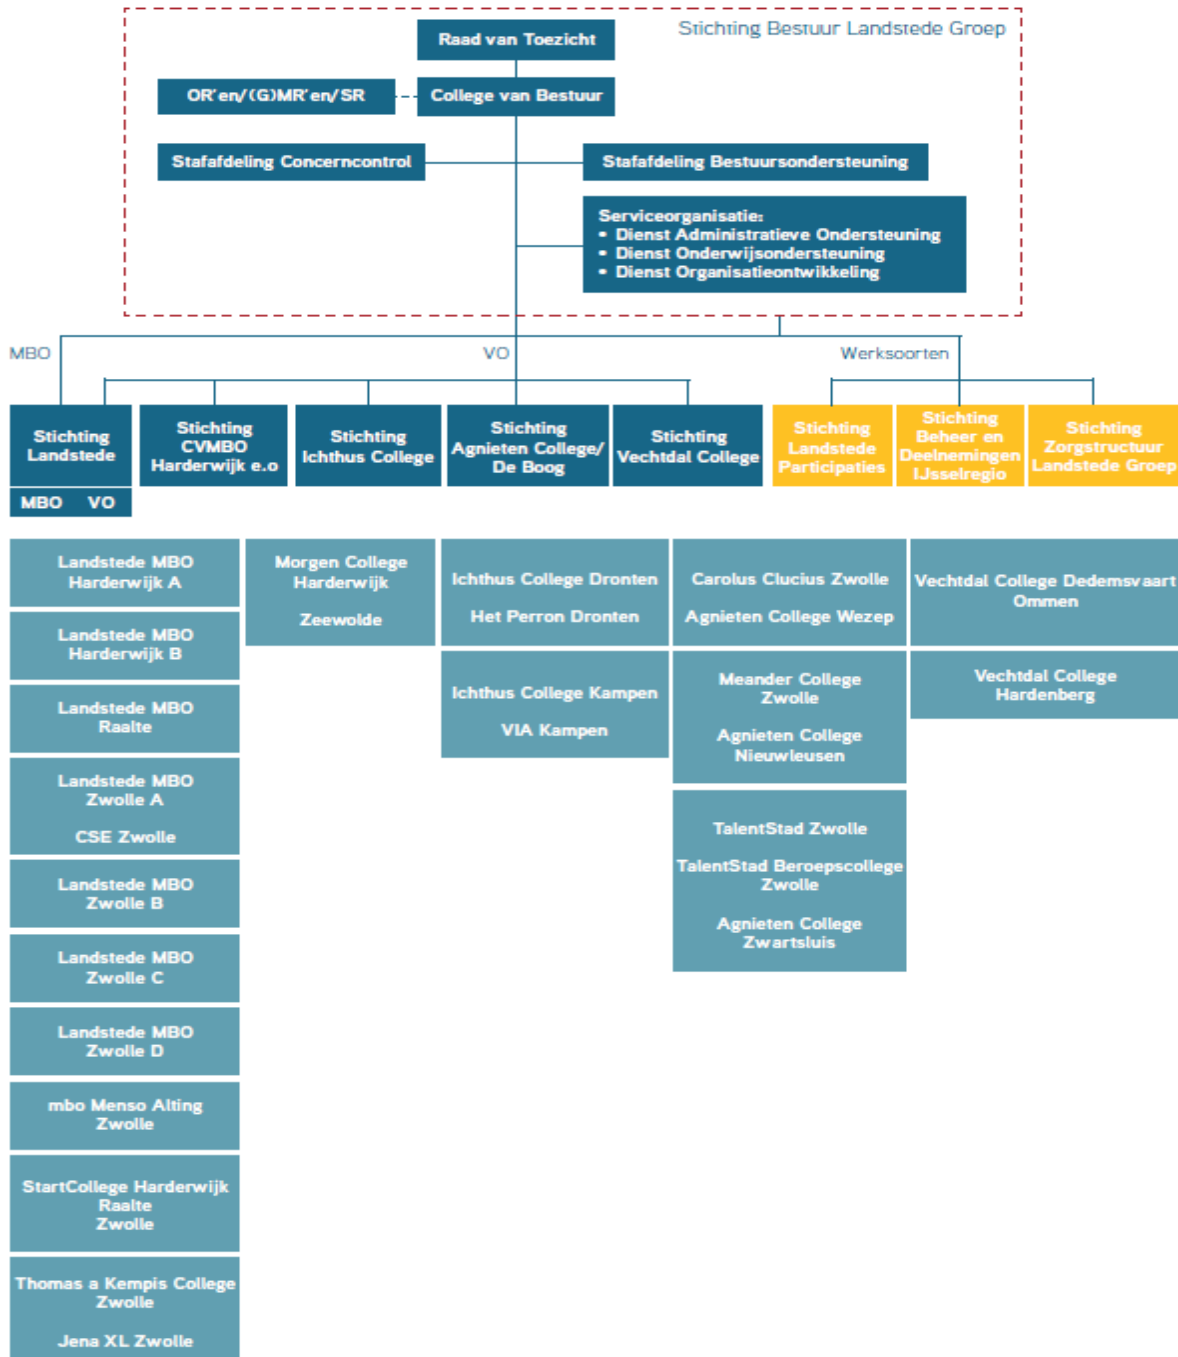 Stichting Bestuur Landstede Groep
Raad van Toezicht
OR'en/(G)MR'en/SR
College van Bestuur
Stafafdeling Concerncontrol
Stafafdeling Bestuursondersteuning
Serviceorganisatie:
• Dienst Administratieve Ondersteuning
• Dienst Onderwijsondersteuning
• Dienst Organisatieontwikkeling
MBO
VO
Werksoorten
Stichting
Landstede
MBO VO
Stichting
CVMBO
Harderwijk e.o
Stichting
Ichthus College
Stichting
Agnieten College/
De Boog
Stichting
Vechtdal College
Stichting
Landstede
Participaties
Stichting
Beheer en
Deelnemingen
IJsselregio
Stichting
Zorgstructuur
Landstede Groep
Landstede MBO
Harderwijk A
Landstede MBO
Harderwijk B
Landstede MBO
Raalte
Landstede MBO
Zwolle A
CSE Zwolle
Landstede MBO
Zwolle B
Landstede MBO
Zwolle C
Landstede MBO
Zwolle D
mbo Menso Alting
Zwolle
StartCollege Harderwijk
Raalte
Zwolle
Thomas a Kempis College
Zwolle
Jena XL Zwolle
Morgen College
Harderwijk
Zeewolde
Ichthus College Dronten
Het Perron Dronten
Ichthus College Kampen
VIA Kampen
Carolus Clucius Zwolle
Agnieten College Wezep
Meander College
Zwolle
Agnieten College
Nieuwleusen
TalentStad Zwolle
TalentStad Beroepscollege
Zwolle
Agnieten College
Zwartsluis
Vechtdal College Dedemsvaart
Ommen
Vechtdal College
Hardenberg